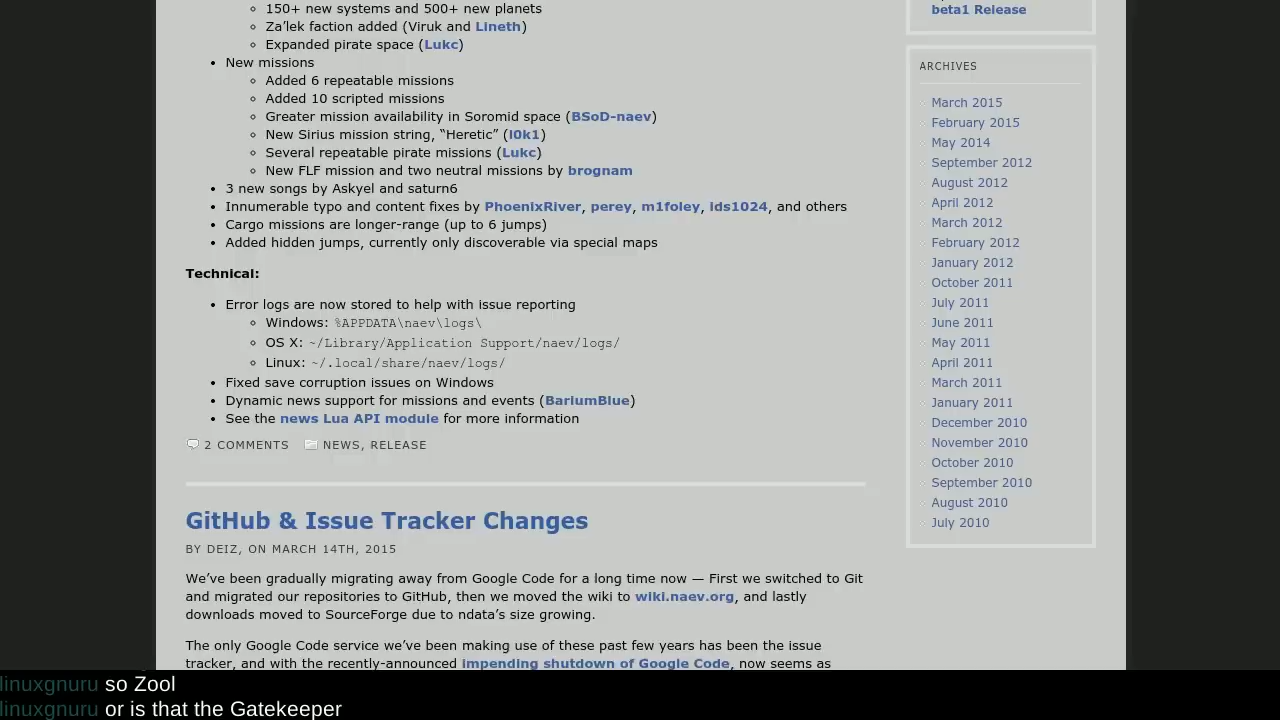 150+ new systems and 500+ new planets
Za'lek faction added (Viruk and Lineth)
Expanded pirate space (Lukc)
New missions
Added 6 repeatable missions
Added 10 scripted missions
Greater mission availability in Soromid space (BSoD-naev)
New Sirius mission string, “Heretic” (l0k1)
Several repeatable pirate missions (Lukc)
New FLF mission and two neutral missions by brognam
3 new songs by Askyel and saturn6
Innumerable typo and content fixes by PhoenixRiver, perey, m1foley, ids1024, and others
Cargo missions are longer-range (up to 6 jumps)
Added hidden jumps, currently only discoverable via special maps
Technical:
Error logs are now stored to help with issue reporting
Windows: %APPDATA\naev\logs\
OS X: ~/Library/Application Support/naev/logs/
Linux: ~/.local/share/naev/logs/
Fixed save corruption issues on Windows
Dynamic news support for missions and events (BariumBlue)
See the news Lua API module for more information
2 COMMENTS NEWS, RELEASE
GitHub & Issue Tracker Changes
BY DEIZ, ON MARCH 14TH, 2015
We’ve been gradually migrating away from Google Code for a long time now — First we switched to Git
and migrated our repositories to GitHub, then we moved the wiki to wiki.naev.org, and lastly
downloads moved to SourceForge due to ndata’s size growing.
The only Google Code service we’ve been making use of these past few years has been the issue
tracker, and with the recently-announced impending shutdown of Google Code, now seems as
beta1 Release
ARCHIVES
March 2015
February 2015
May 2014
September 2012
August 2012
April 2012
March 2012
February 2012
January 2012
October 2011
July 2011
June 2011
May 2011
April 2011
March 2011
January 2011
December 2010
November 2010
October 2010
September 2010
August 2010
July 2010
linuxgnuru so Zool
linuxgnuru or is that the Gatekeeper